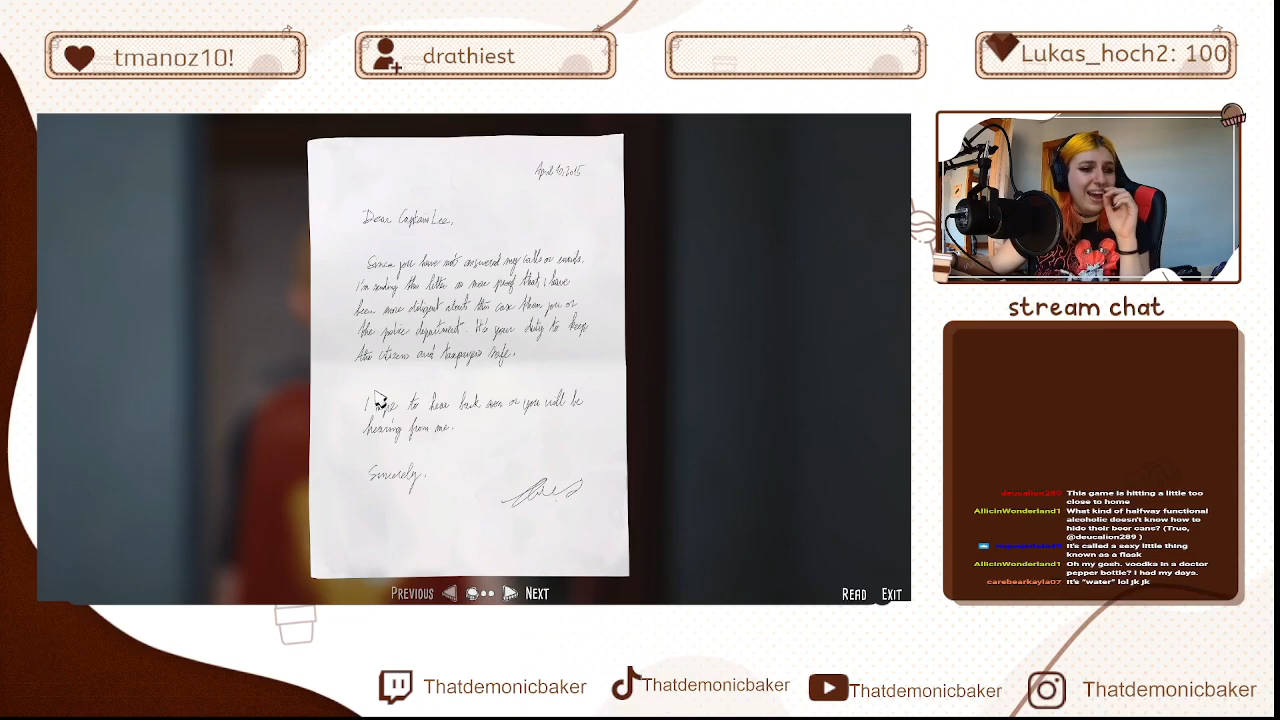 tmanoz10!
drathiest
Lukas_hoch2: 100
April 10, 2015
Dear Captain Lee,
Since you have not answered my calls or emails,
I'm sending this letter as more proof that I have
been more diligent about this case than you or
the police department. It's your duty to keep
the citizens and taxpayers safe.
I hope to hear back soon or you will be
hearing from me.
Sincerely,
PREVIOUS NEXT
READ EXIT
stream chat
deucalion289 This game is hitting a little too
close to home
AllicinWonderland1 What kind of halfway functional
alcoholic doesn't know how to
hide their beer cans? (True,
@deucalion289 )
It's called a sexy little thing
known as a flask
AllicinWonderland1 Oh my gosh. voodka in a doctor
pepper bottle? I had my days.
carebearkayla07 It's "water" lol jk jk
Thatdemonicbaker Thatdemonicbaker Thatdemonicbaker Thatdemonicbaker